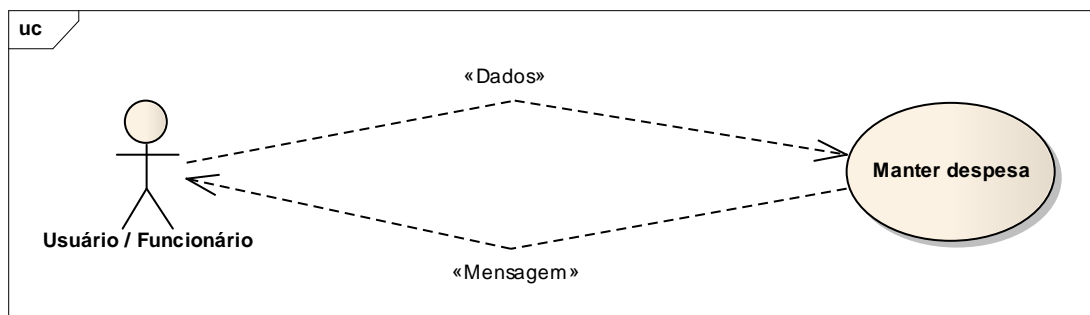 uc
«Dados»
Manter despesa
Usuário / Funcionário
«Mensagem»